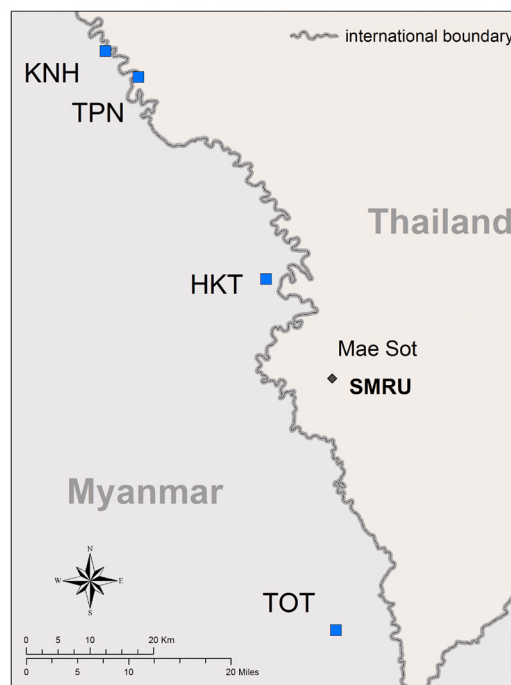 international boundary
KNH
TPN
Thailand
HKT
Mae Sot
SMRU
Myanmar
N
W E
S
TOT
0 5 10 20 Km
0 5 10 20 Miles